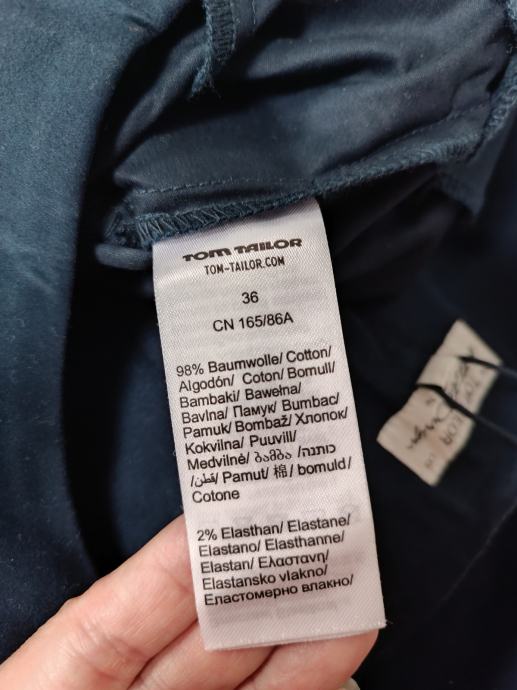 TOM TAILOR
TOM-TAILOR.COM
36
CN 165/86A
98% Baumwolle/ Cotton/
Algodón/ Coton/ Bomull/
Bambaki/ Bawełna/
Bavlna/ Памук/ Bumbac/
Pamuk/ Bombaž/ Хлопок/
Kokvilna/ Puuvill/
Medvilnė/ ბამბა /כותנה/
/قطن/ Pamut/ 棉/ bomuld/
Cotone
2% Elasthan/ Elastane/
Elastano/ Elasthanne/
Elastan/ Ελαστανη/
Elastansko vlakno/
Еластомерно влакно/